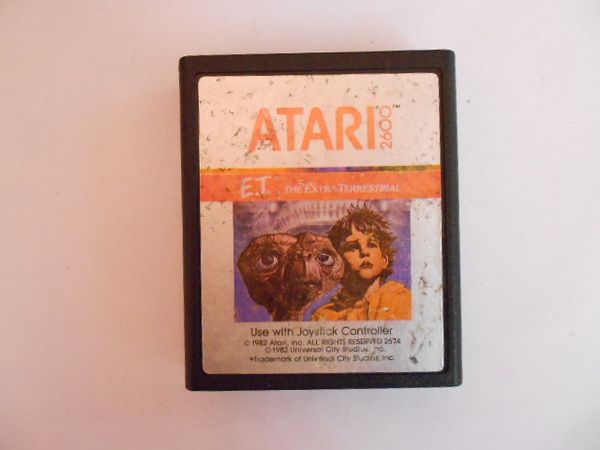 ATARI 2600™
E.T. THE EXTRA-TERRESTRIAL
Use with Joystick Controller
© 1982 Atari, Inc. ALL RIGHTS RESERVED 2674
© 1982 Universal City Studios, Inc.
*Trademark of Universal City Studios, Inc.